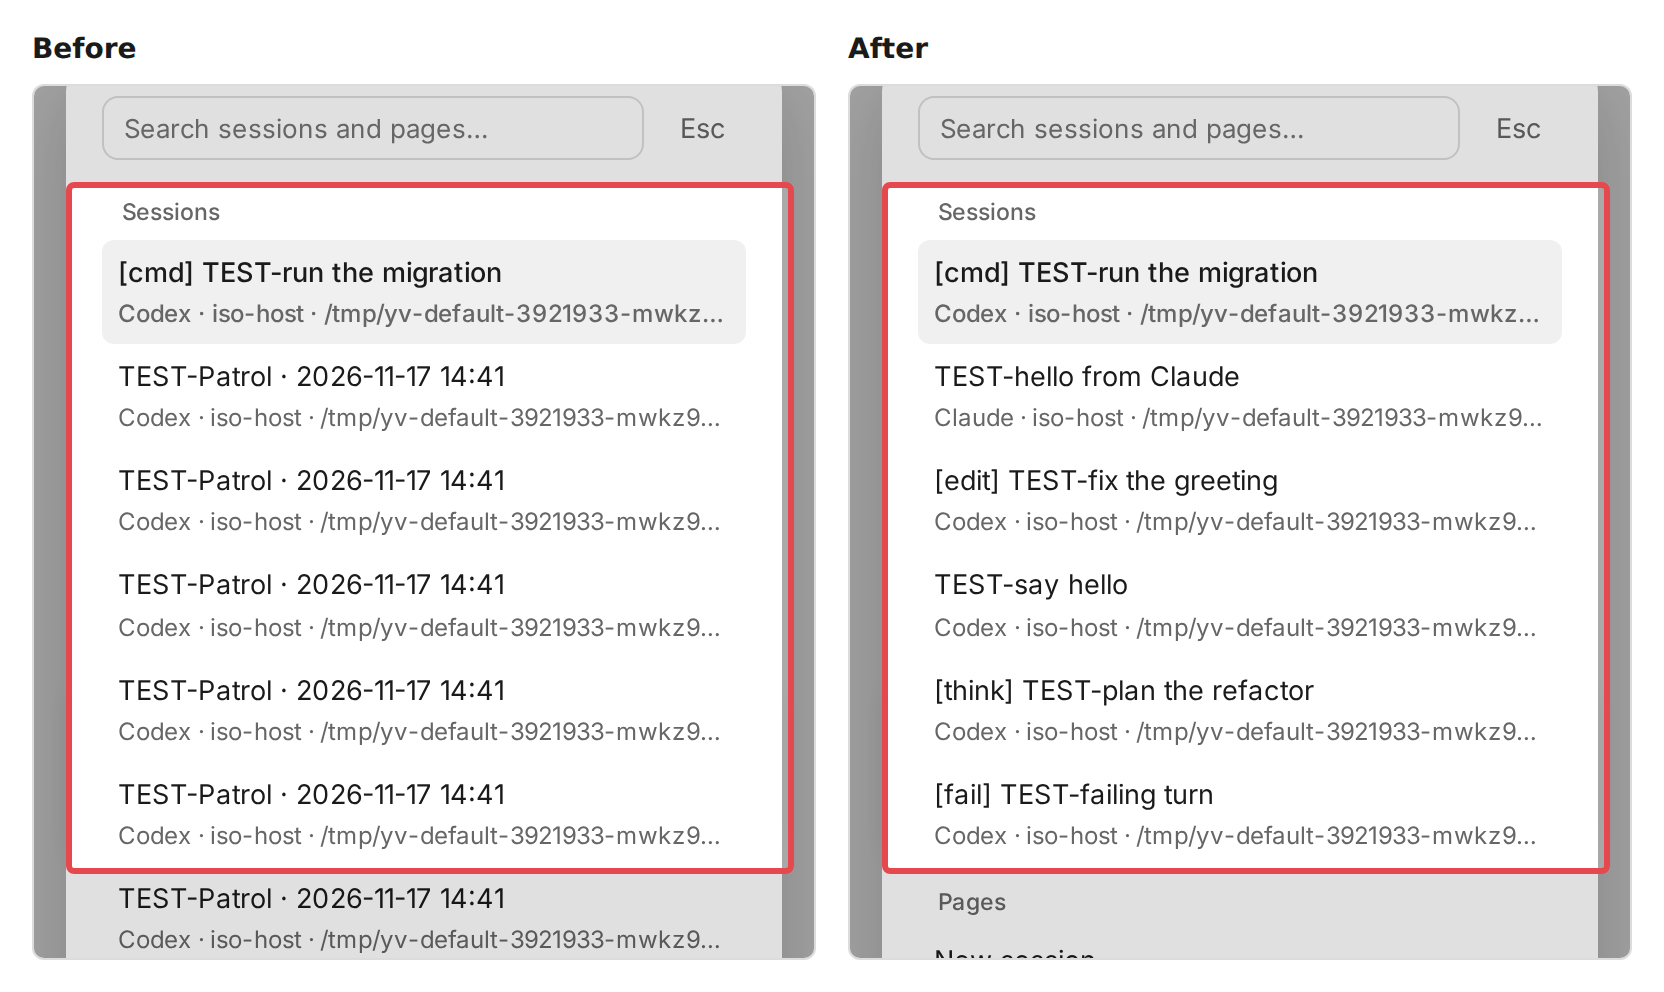 Before
Search sessions and pages...
Esc
Sessions
[cmd] TEST-run the migration
Codex · iso-host · /tmp/yv-default-3921933-mwkz...
TEST-Patrol · 2026-11-17 14:41
Codex · iso-host · /tmp/yv-default-3921933-mwkz9...
TEST-Patrol · 2026-11-17 14:41
Codex · iso-host · /tmp/yv-default-3921933-mwkz9...
TEST-Patrol · 2026-11-17 14:41
Codex · iso-host · /tmp/yv-default-3921933-mwkz9...
TEST-Patrol · 2026-11-17 14:41
Codex · iso-host · /tmp/yv-default-3921933-mwkz9...
TEST-Patrol · 2026-11-17 14:41
Codex · iso-host · /tmp/yv-default-3921933-mwkz9...
TEST-Patrol · 2026-11-17 14:41
Codex · iso-host · /tmp/yv-default-3921933-mwkz9...
After
Search sessions and pages...
Esc
Sessions
[cmd] TEST-run the migration
Codex · iso-host · /tmp/yv-default-3921933-mwkz...
TEST-hello from Claude
Claude · iso-host · /tmp/yv-default-3921933-mwkz9...
[edit] TEST-fix the greeting
Codex · iso-host · /tmp/yv-default-3921933-mwkz9...
TEST-say hello
Codex · iso-host · /tmp/yv-default-3921933-mwkz9...
[think] TEST-plan the refactor
Codex · iso-host · /tmp/yv-default-3921933-mwkz9...
[fail] TEST-failing turn
Codex · iso-host · /tmp/yv-default-3921933-mwkz9...
Pages
New session